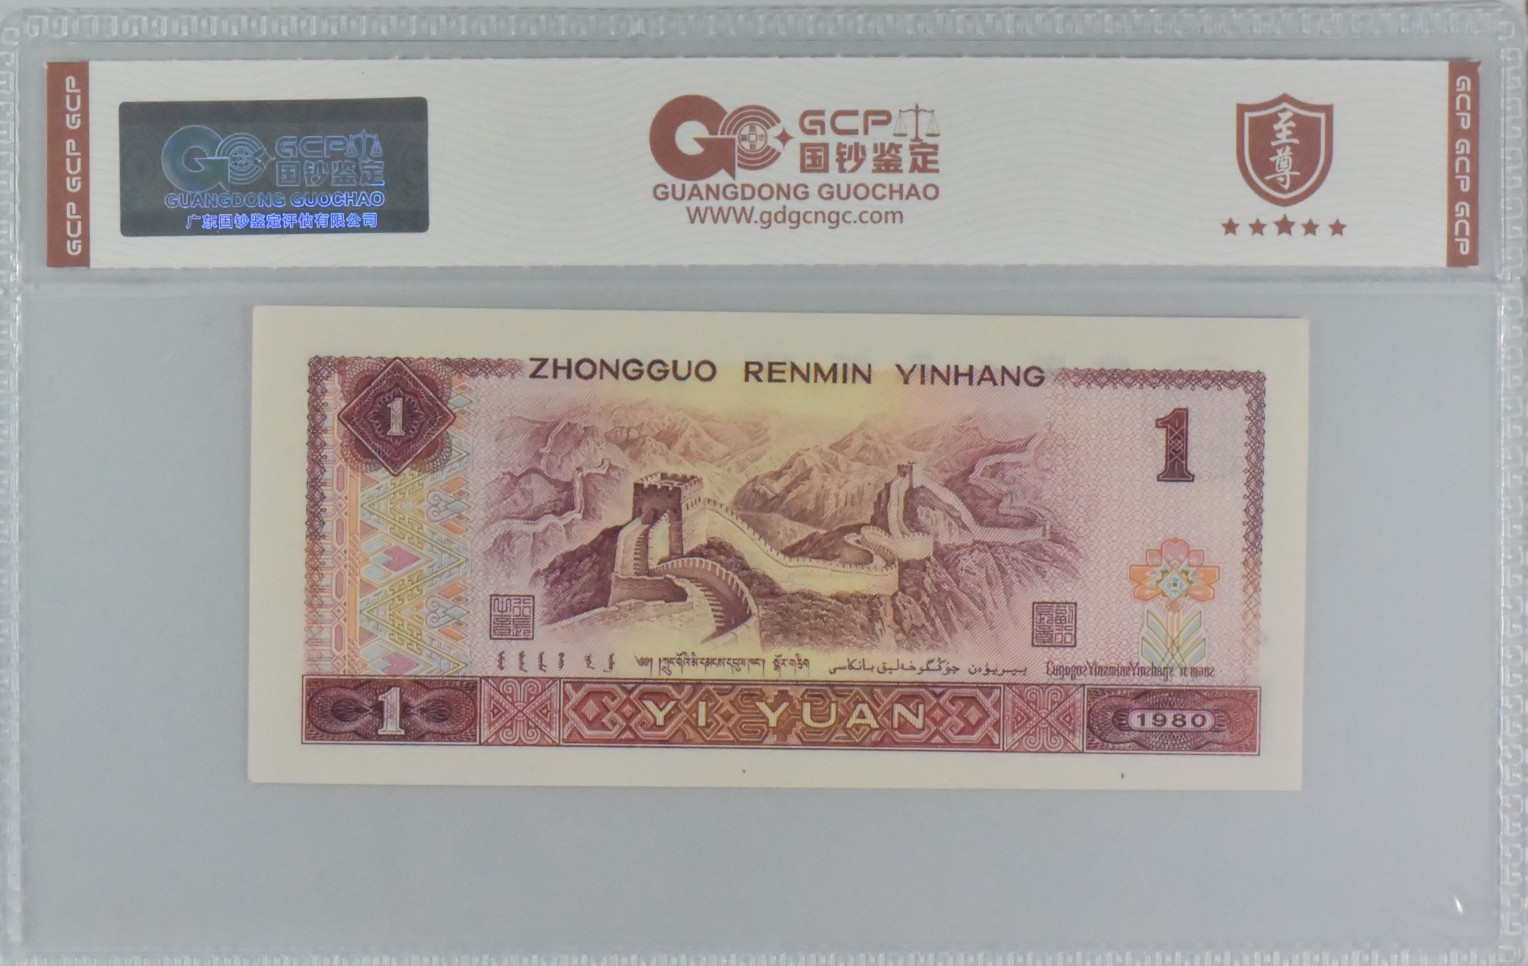 GCP GCP GCP
GCP
国钞鉴定
GUANGDONG GUOCHAO
广东国钞鉴定评估有限公司
GCP
国钞鉴定
GUANGDONG GUOCHAO
WWW.gdgcngc.com
至尊
GCP GCP GCP
ZHONGGUO RENMIN YINHANG
1
1
1
YI YUAN
1980